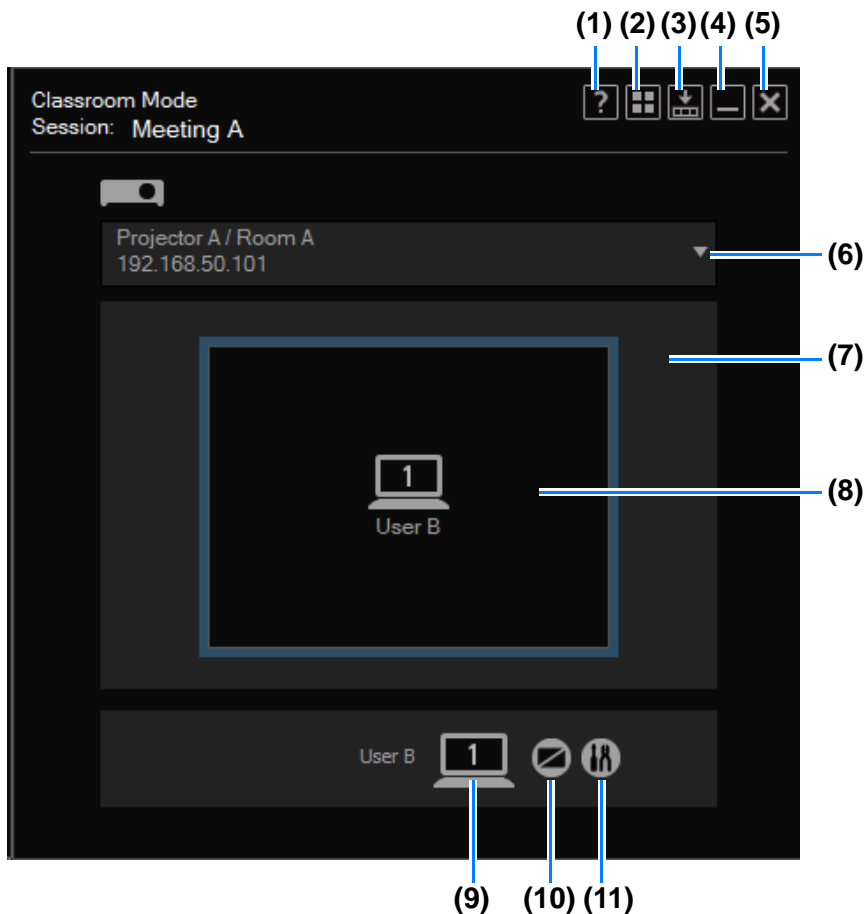 (1) (2) (3) (4) (5)
Classroom Mode
Session: Meeting A
?
Projector A / Room A
192.168.50.101
(6)
(7)
1
User B
(8)
User B 1
(9) (10) (11)